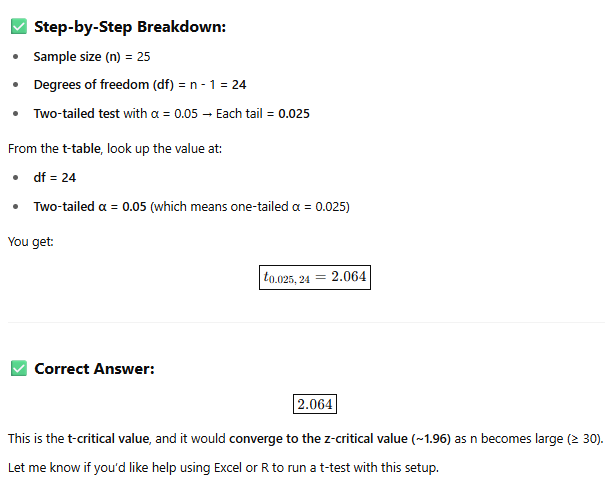 ✅ Step-by-Step Breakdown:
• Sample size (n) = 25
• Degrees of freedom (df) = n - 1 = 24
• Two-tailed test with α = 0.05 → Each tail = 0.025
From the t-table, look up the value at:
• df = 24
• Two-tailed α = 0.05 (which means one-tailed α = 0.025)
You get:
t0.025, 24 = 2.064
✅ Correct Answer:
2.064
This is the t-critical value, and it would converge to the z-critical value (~1.96) as n becomes large (≥ 30).
Let me know if you'd like help using Excel or R to run a t-test with this setup.